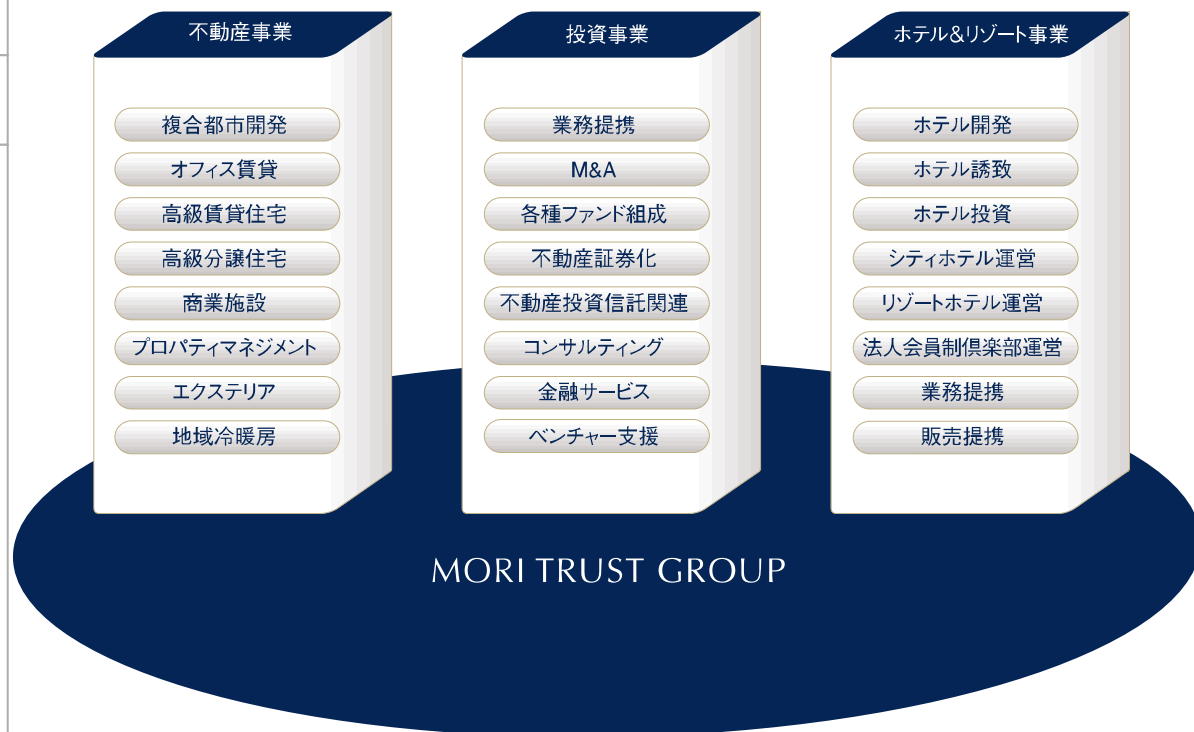 不動産事業
複合都市開発
オフィス賃貸
高級賃貸住宅
高級分譲住宅
商業施設
プロパティマネジメント
エクステリア
地域冷暖房
投資事業
業務提携
M&A
各種ファンド組成
不動産証券化
不動産投資信託関連
コンサルティング
金融サービス
ベンチャー支援
ホテル&リゾート事業
ホテル開発
ホテル誘致
ホテル投資
シティホテル運営
リゾートホテル運営
法人会員制倶楽部運営
業務提携
販売提携
MORI TRUST GROUP